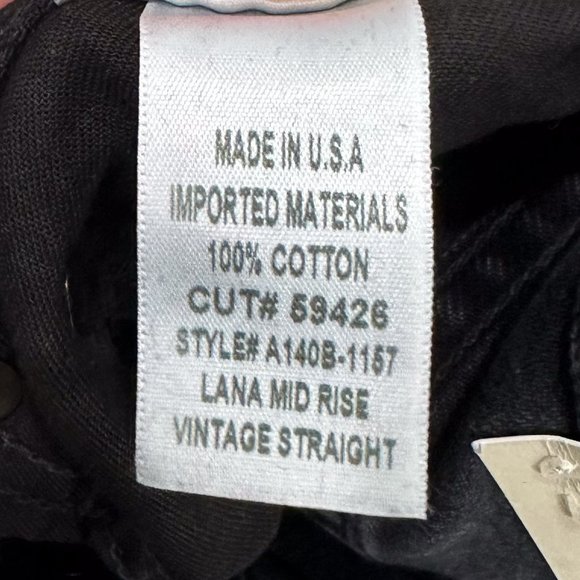 MADE IN U.S.A
IMPORTED MATERIALS
100% COTTON
CUT# 59426
STYLE# A140B-1157
LANA MID RISE
VINTAGE STRAIGHT